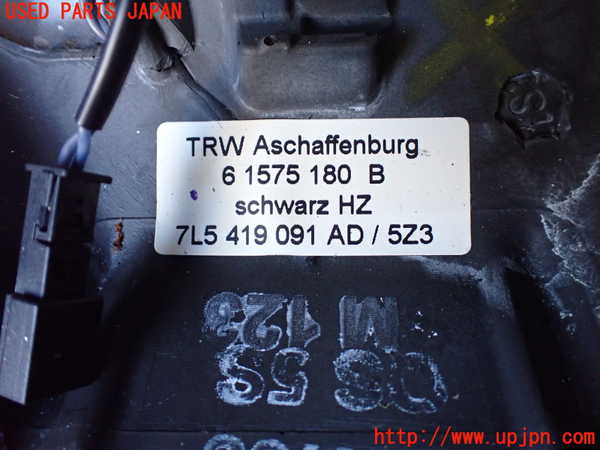 USED PARTS JAPAN
TRW Aschaffenburg
6 1575 180 B
schwarz HZ
7L5 419 091 AD / 5Z3
http://www.upjpn.com/